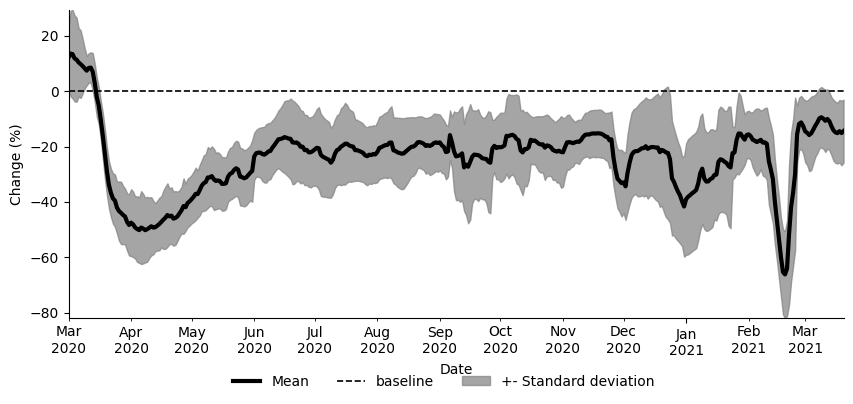 Change (%)
20
0
−20
−40
−60
−80
Mar Apr May Jun Jul Aug Sep Oct Nov Dec Jan Feb Mar
2020 2020 2020 2020 2020 2020 2020 2020 2020 2020 2021 2021 2021
Date
Mean baseline +- Standard deviation